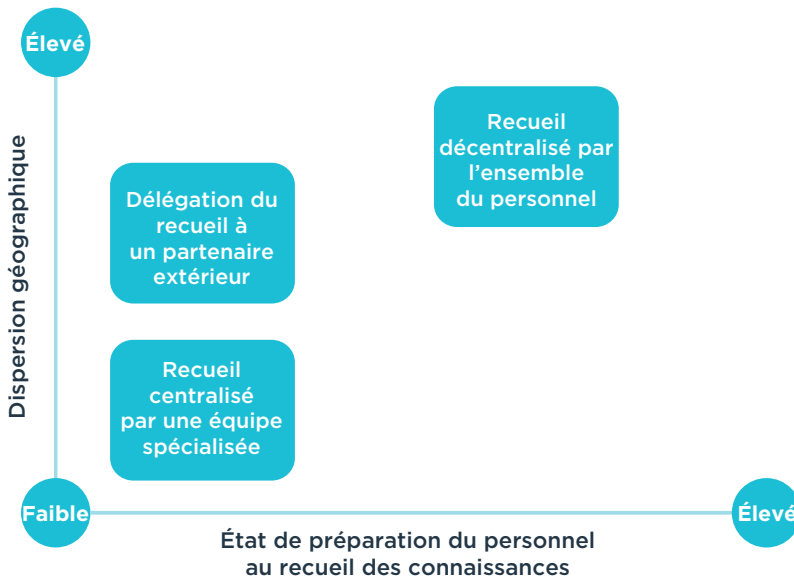 Élevé
Dispersion géographique
Recueil
décentralisé par
l'ensemble
du personnel
Délégation du
recueil à
un partenaire
extérieur
Recueil
centralisé
par une équipe
spécialisée
Faible
Élevé
État de préparation du personnel
au recueil des connaissances